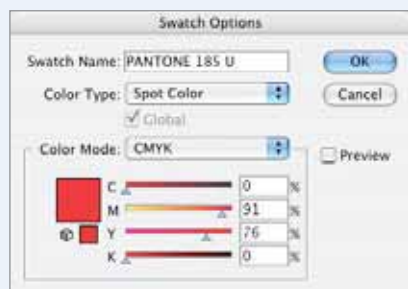 Swatch Options
Swatch Name: PANTONE 185 U
OK
Color Type: Spot Color
Cancel
Global
Color Mode: CMYK
Preview
C 0 %
M 91 %
Y 76 %
K 0 %